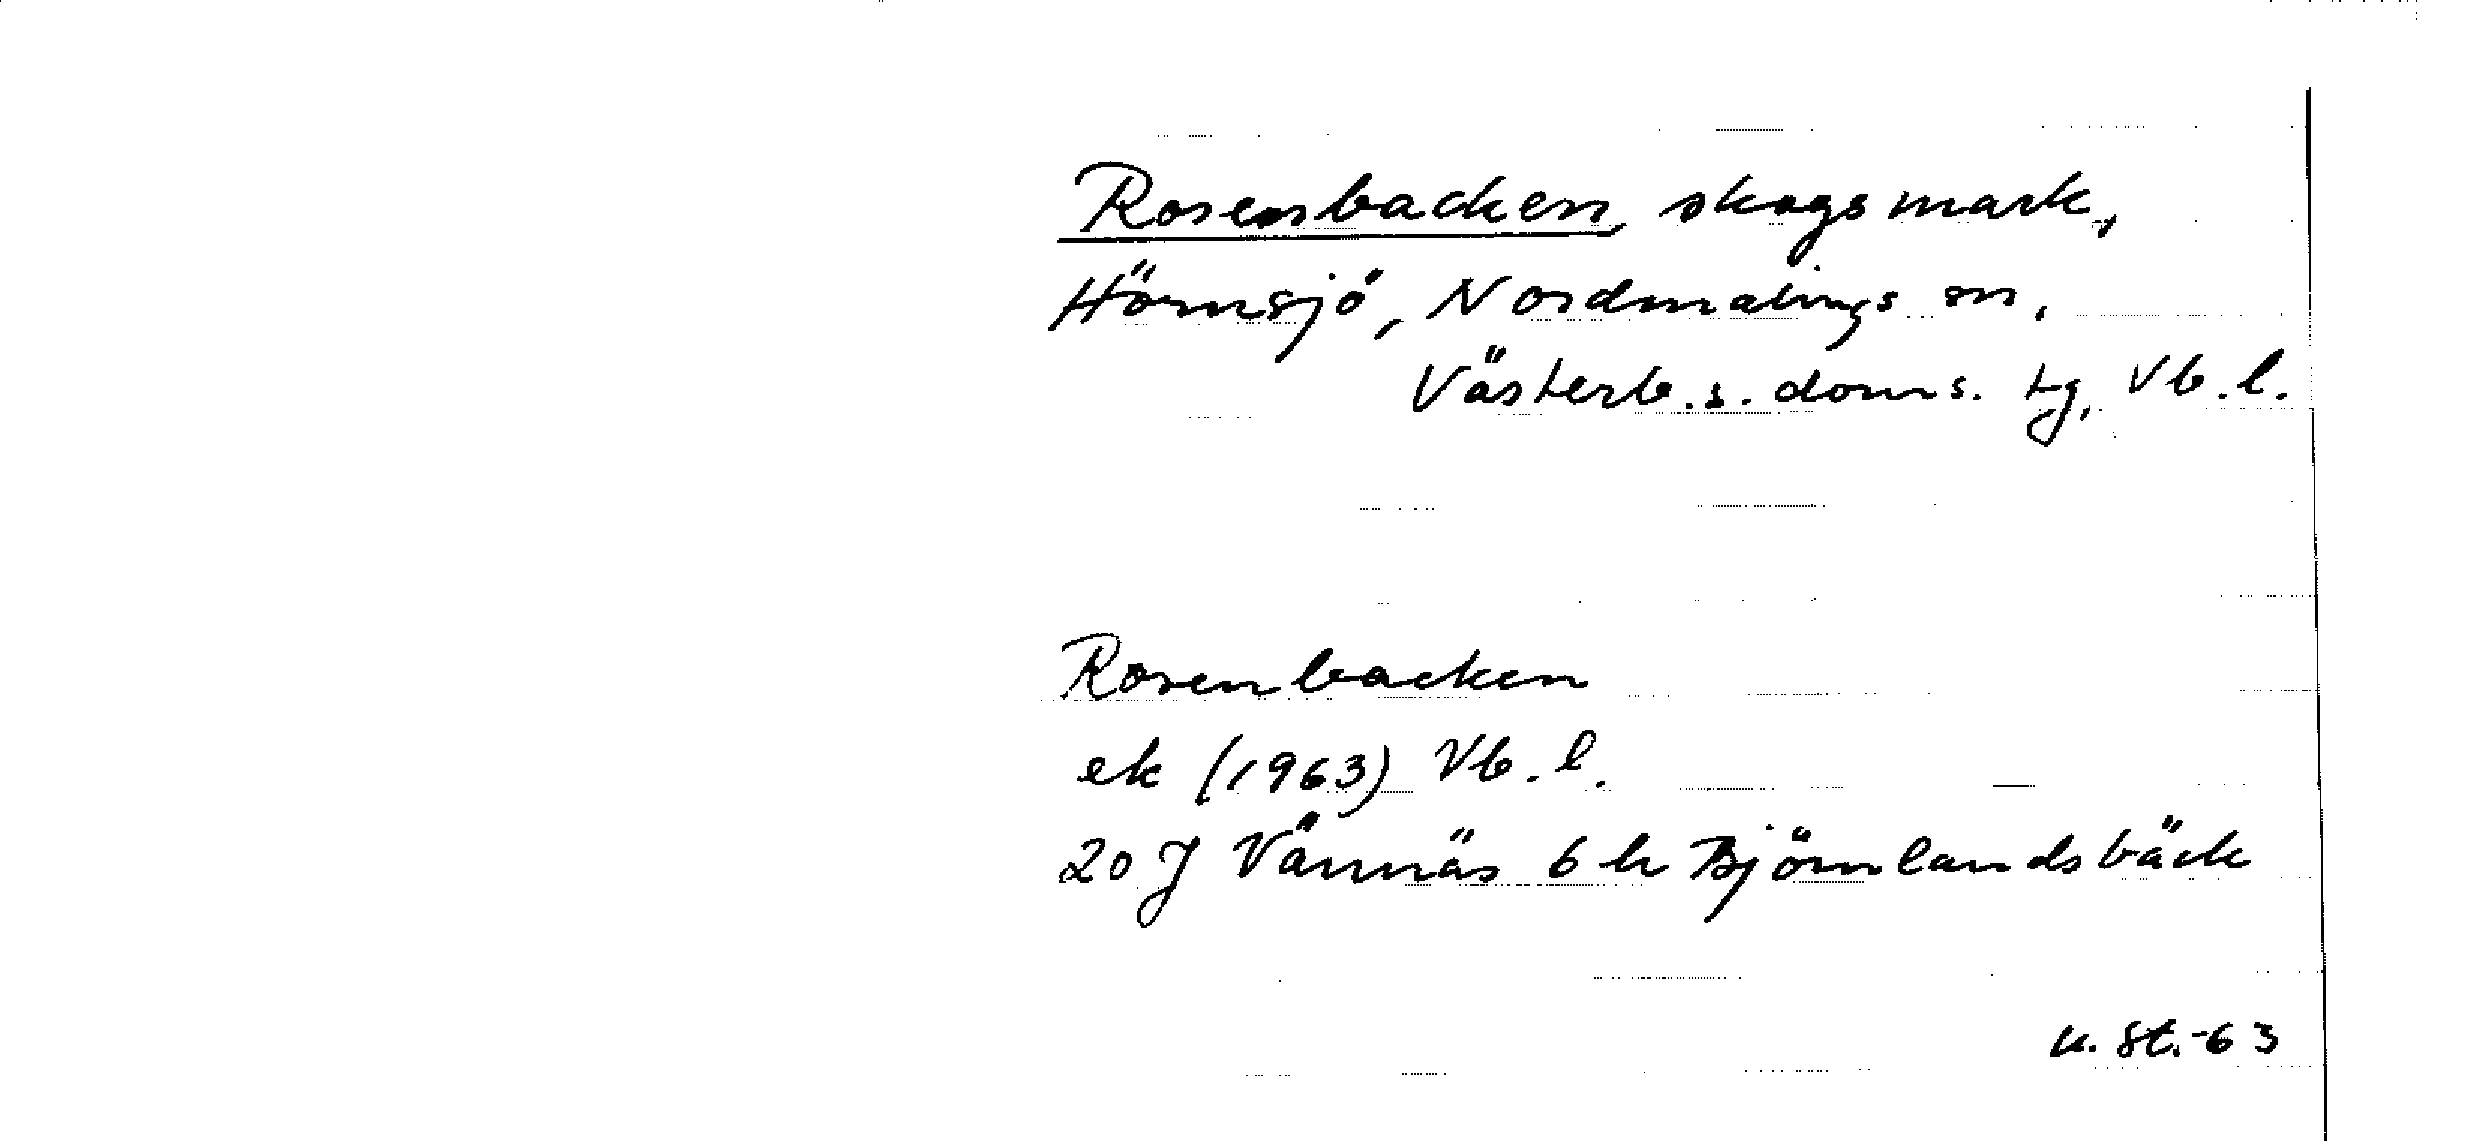 Rosenbacken, skogsmark,
Hörnsjö, Nordmalings sn,
Västerb. s. doms. tg, Vb. l.
Rosenbacken
ek (1963) Vb. l.
20 J Vännäs 6 h Björnlandsbäck
u. St. -63